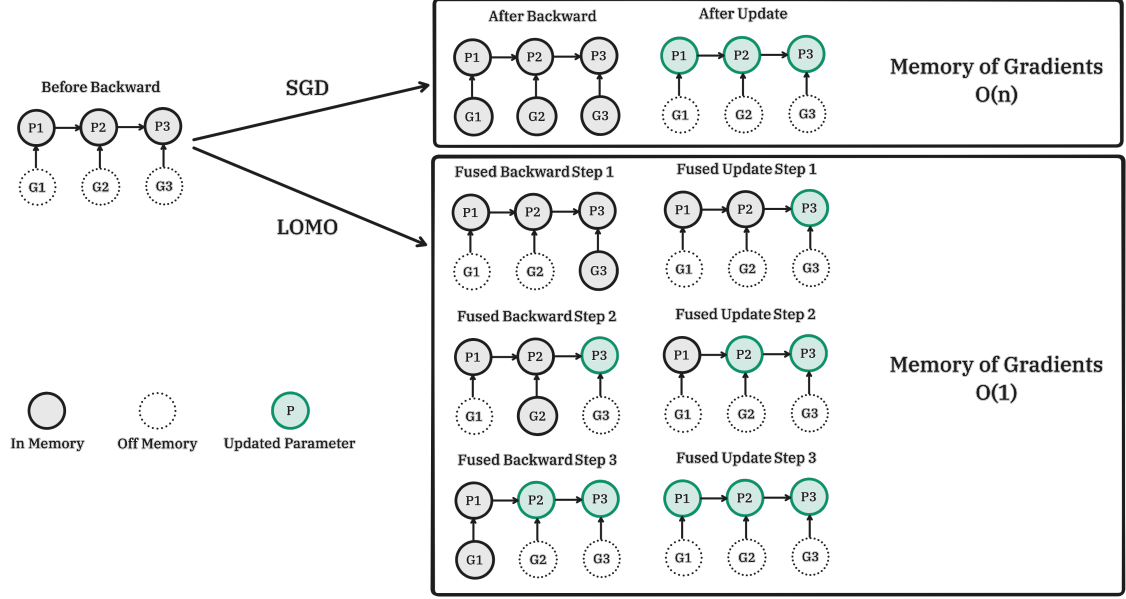 Before Backward
P1
P2
P3
G1
G2
G3
SGD
LOMO
In Memory
Off Memory
P
Updated Parameter
After Backward
P1
P2
P3
G1
G2
G3
After Update
P1
P2
P3
G1
G2
G3
Memory of Gradients
O(n)
Fused Backward Step 1
P1
P2
P3
G1
G2
G3
Fused Update Step 1
P1
P2
P3
G1
G2
G3
Fused Backward Step 2
P1
P2
P3
G1
G2
G3
Fused Update Step 2
P1
P2
P3
G1
G2
G3
Memory of Gradients
O(1)
Fused Backward Step 3
P1
P2
P3
G1
G2
G3
Fused Update Step 3
P1
P2
P3
G1
G2
G3